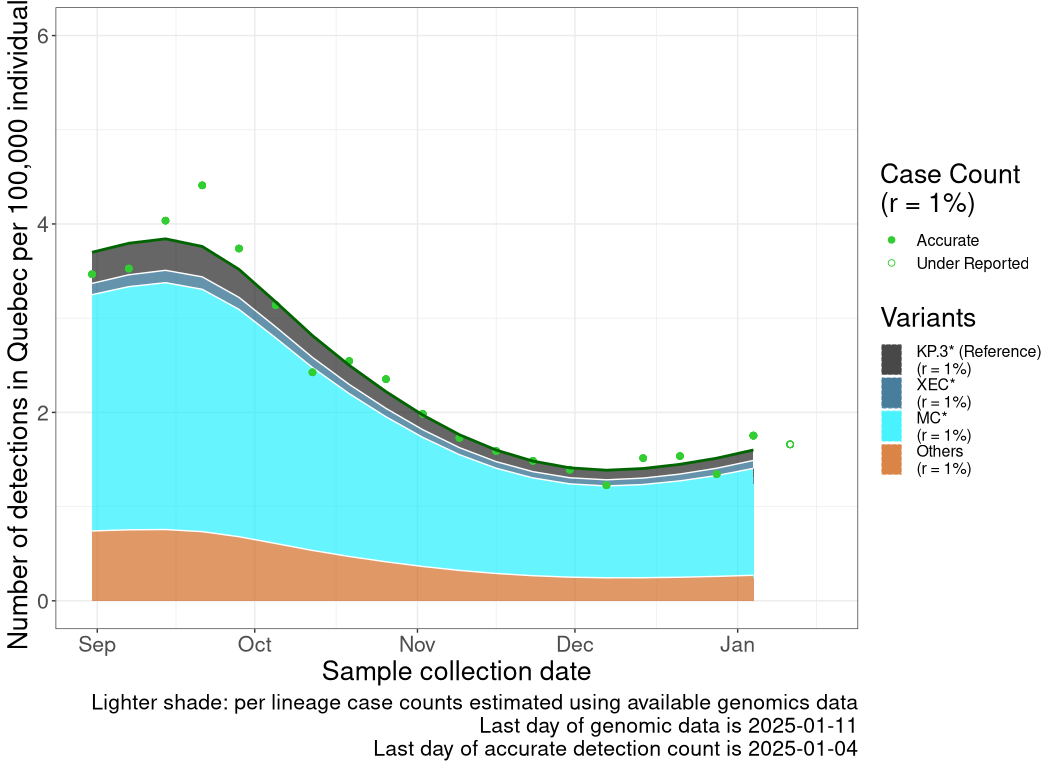 Number of detections in Quebec per 100,000 individual
6
4
2
0
Sep
Oct
Nov
Dec
Jan
Sample collection date
Lighter shade: per lineage case counts estimated using available genomics data
Last day of genomic data is 2025-01-11
Last day of accurate detection count is 2025-01-04
Case Count
(r = 1%)
Accurate
Under Reported
Variants
KP.3* (Reference)
(r = 1%)
XEC*
(r = 1%)
MC*
(r = 1%)
Others
(r = 1%)